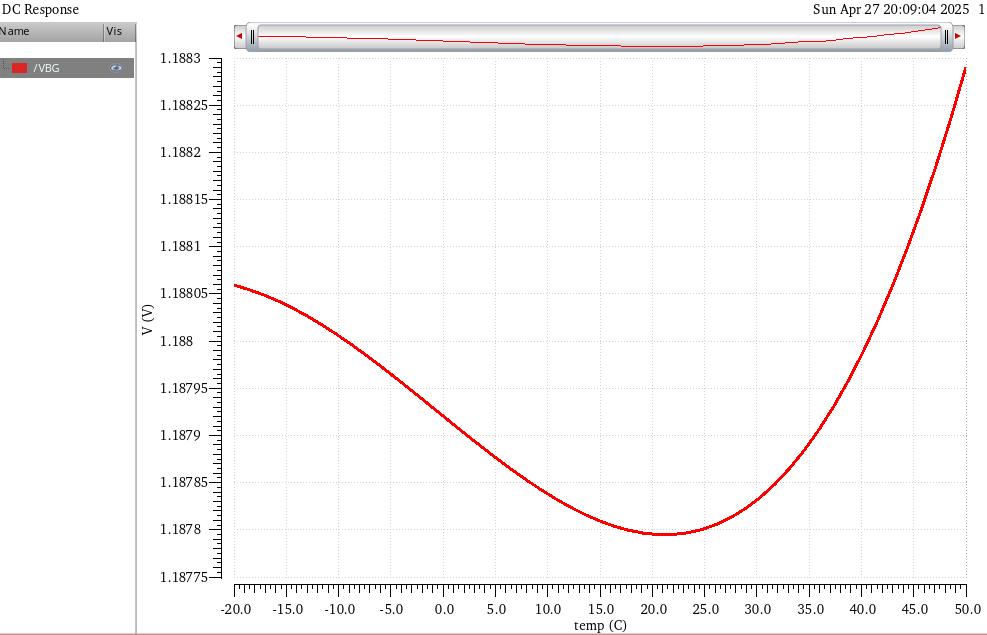 DC Response
Sun Apr 27 20:09:04 2025 1
Name Vis
/VBG
1.1883
1.18825
1.1882
1.18815
1.1881
1.18805
1.188
1.18795
1.1879
1.18785
1.1878
1.18775
V (V)
-20.0 -15.0 -10.0 -5.0 0.0 5.0 10.0 15.0 20.0 25.0 30.0 35.0 40.0 45.0 50.0
temp (C)